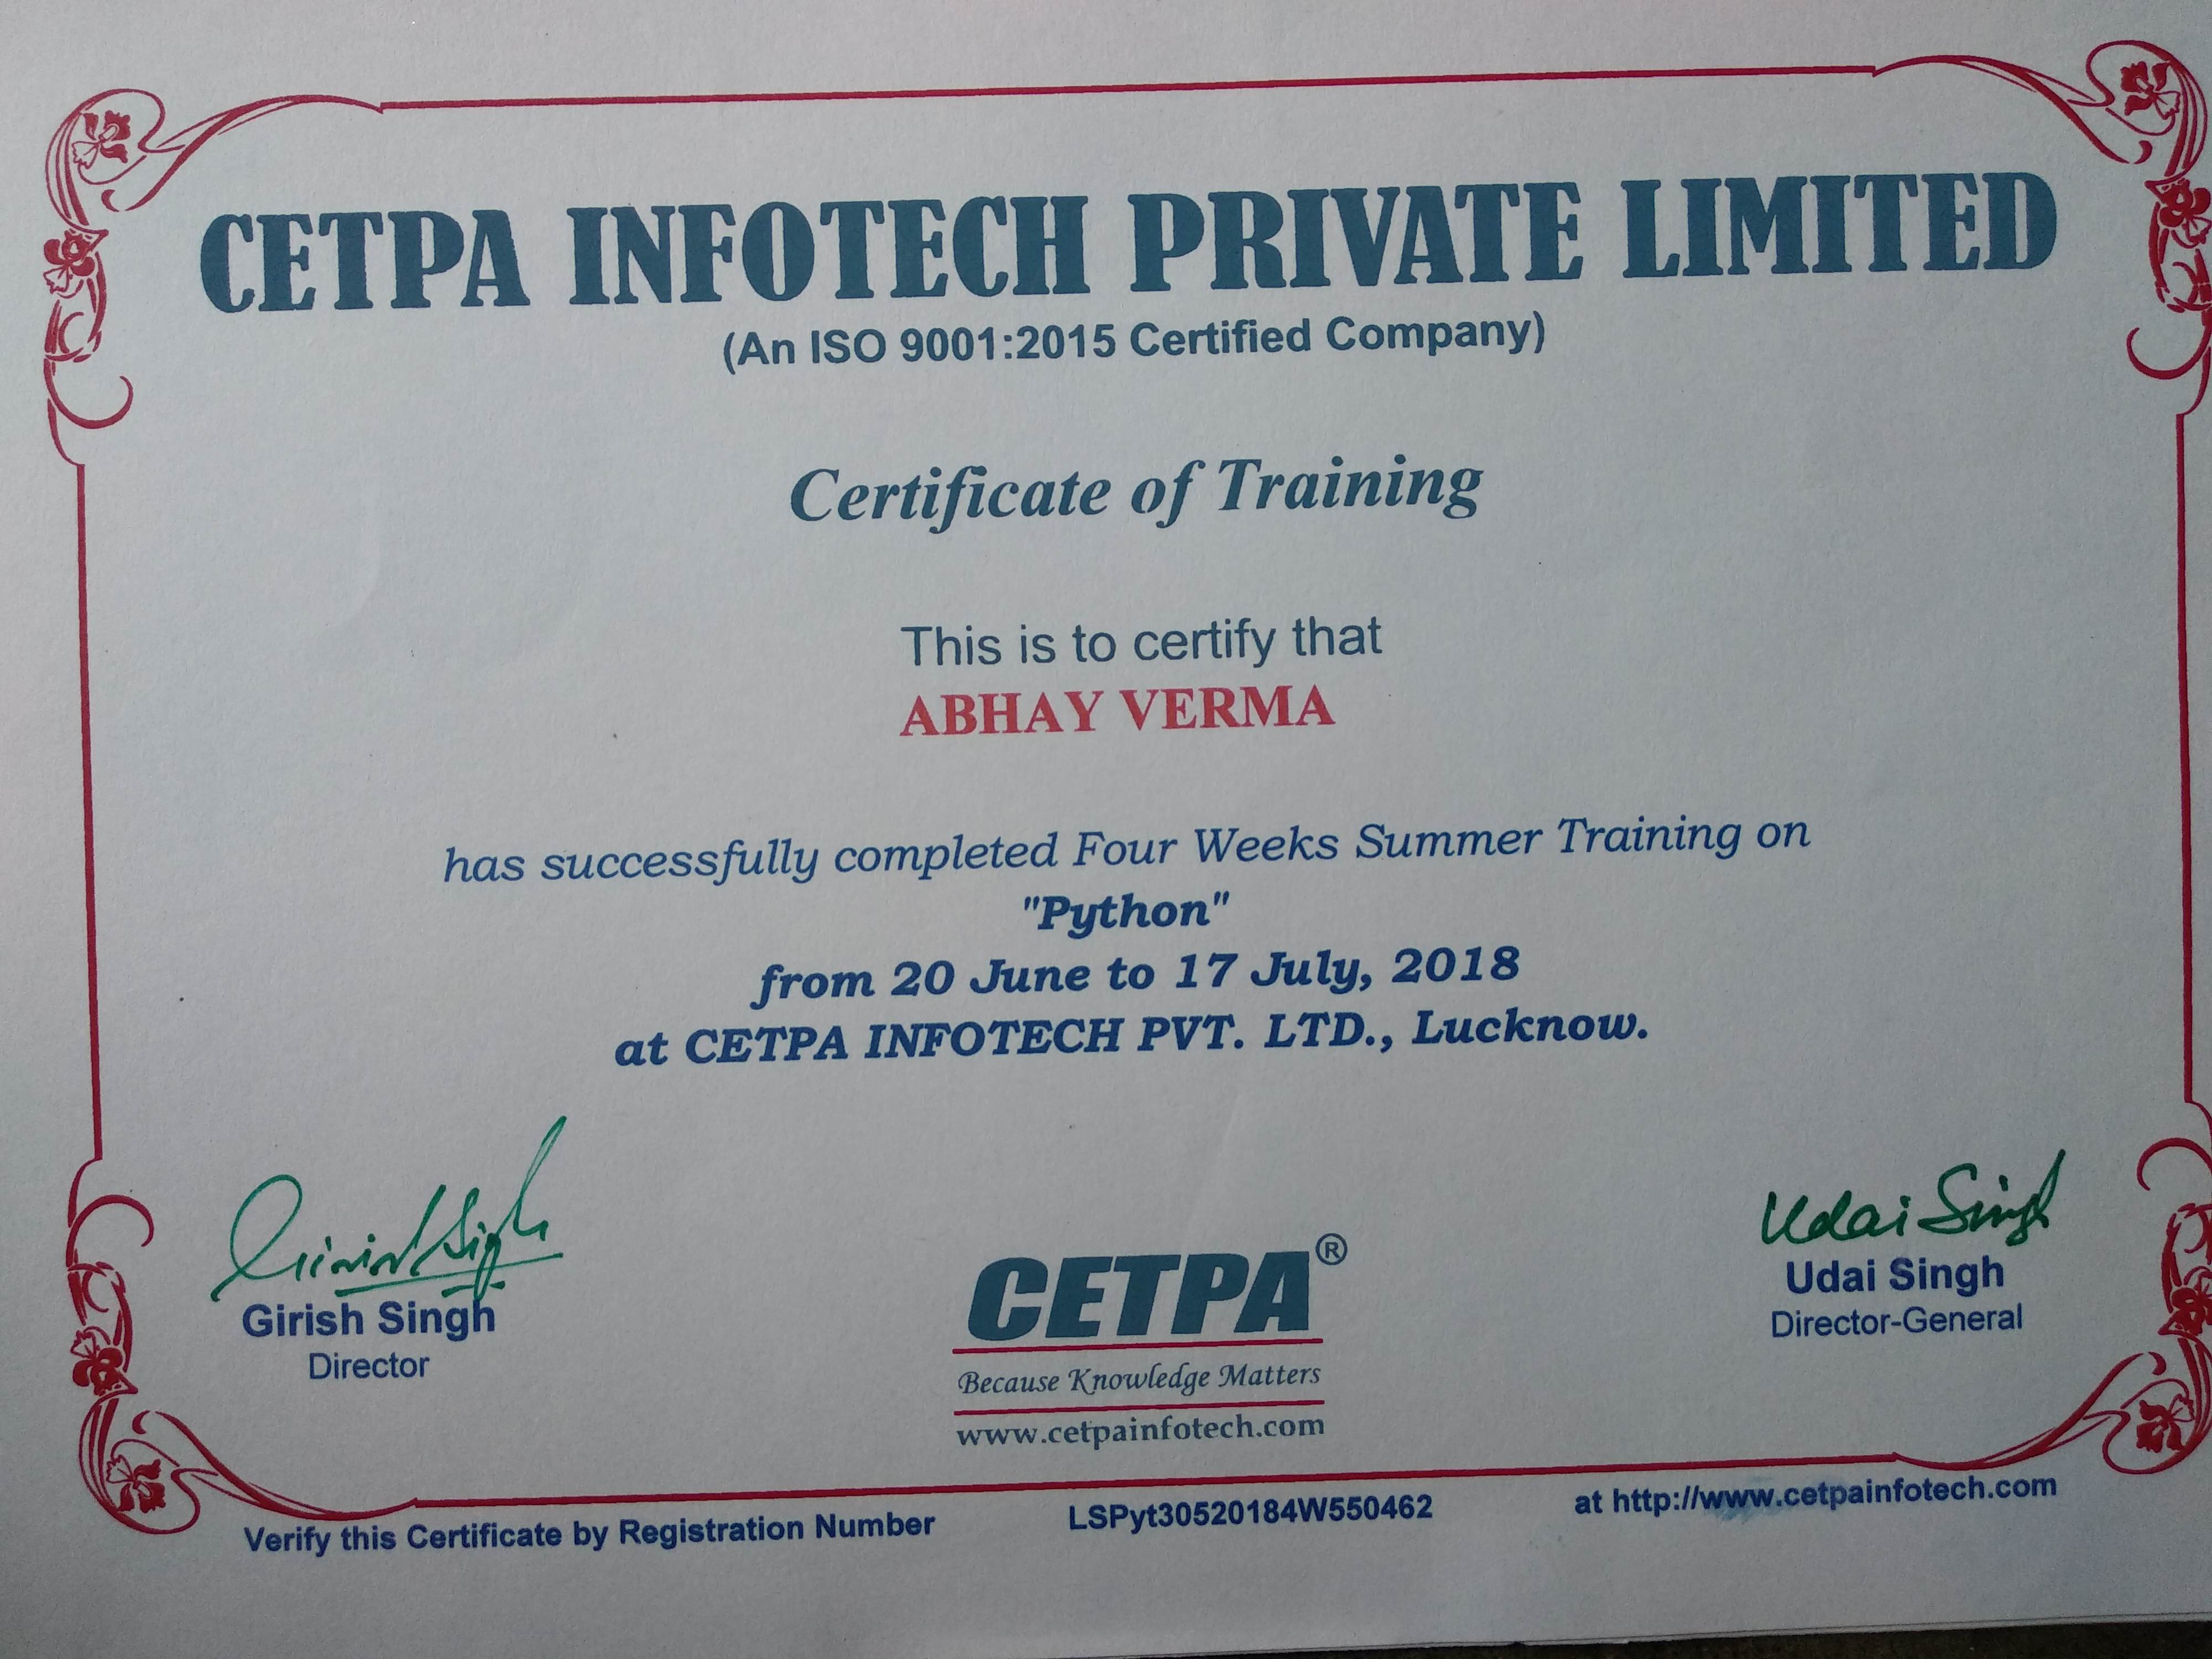 CETPA INFOTECH PRIVATE LIMITED
(An ISO 9001:2015 Certified Company)
Certificate of Training
This is to certify that
ABHAY VERMA
has successfully completed Four Weeks Summer Training on
"Python"
from 20 June to 17 July, 2018
at CETPA INFOTECH PVT. LTD., Lucknow.
Girish Singh
Girish Singh
Director
CETPA®
Because Knowledge Matters
www.cetpainfotech.com
Udai Singh
Udai Singh
Director-General
Verify this Certificate by Registration Number LSPyt30520184W550462 at http://www.cetpainfotech.com